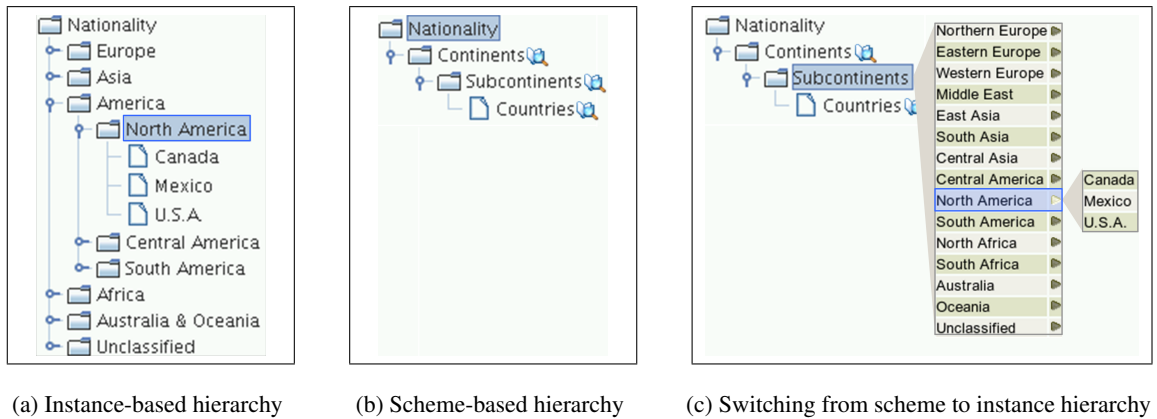 Nationality
Europe
Asia
America
North America
Canada
Mexico
U.S.A.
Central America
South America
Africa
Australia & Oceania
Unclassified
(a) Instance-based hierarchy
Nationality
Continents
Subcontinents
Countries
(b) Scheme-based hierarchy
Nationality
Continents
Subcontinents
Countries
Northern Europe
Eastern Europe
Western Europe
Middle East
East Asia
South Asia
Central Asia
Central America
North America
South America
North Africa
South Africa
Australia
Oceania
Unclassified
Canada
Mexico
U.S.A.
(c) Switching from scheme to instance hierarchy